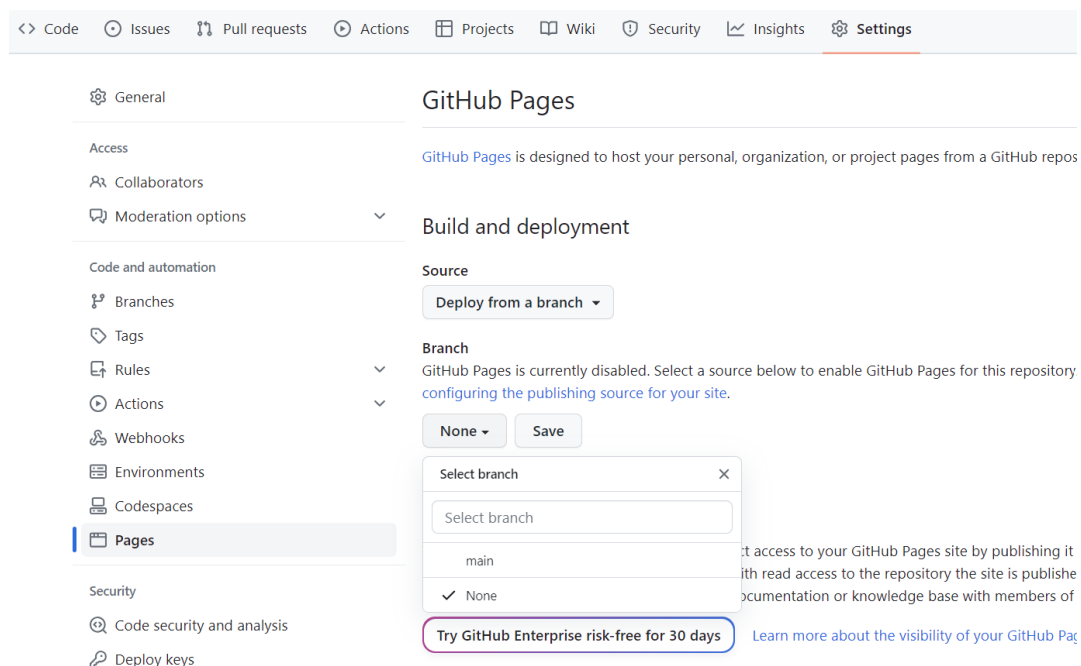 Code Issues Pull requests Actions Projects Wiki Security Insights Settings
General
Access
Collaborators
Moderation options
Code and automation
Branches
Tags
Rules
Actions
Webhooks
Environments
Codespaces
Pages
Security
Code security and analysis
Deploy keys
GitHub Pages
GitHub Pages is designed to host your personal, organization, or project pages from a GitHub
Build and deployment
Source
Deploy from a branch
Branch
GitHub Pages is currently disabled. Select a source below to enable GitHub Pages for this repository
configuring the publishing source for your site.
None Save
Select branch
Select branch
main
None
access to your GitHub Pages site by publishing it
read access to the repository the site is
or knowledge base with members of
Try GitHub Enterprise risk-free for 30 days Learn more about the visibility of your GitHub